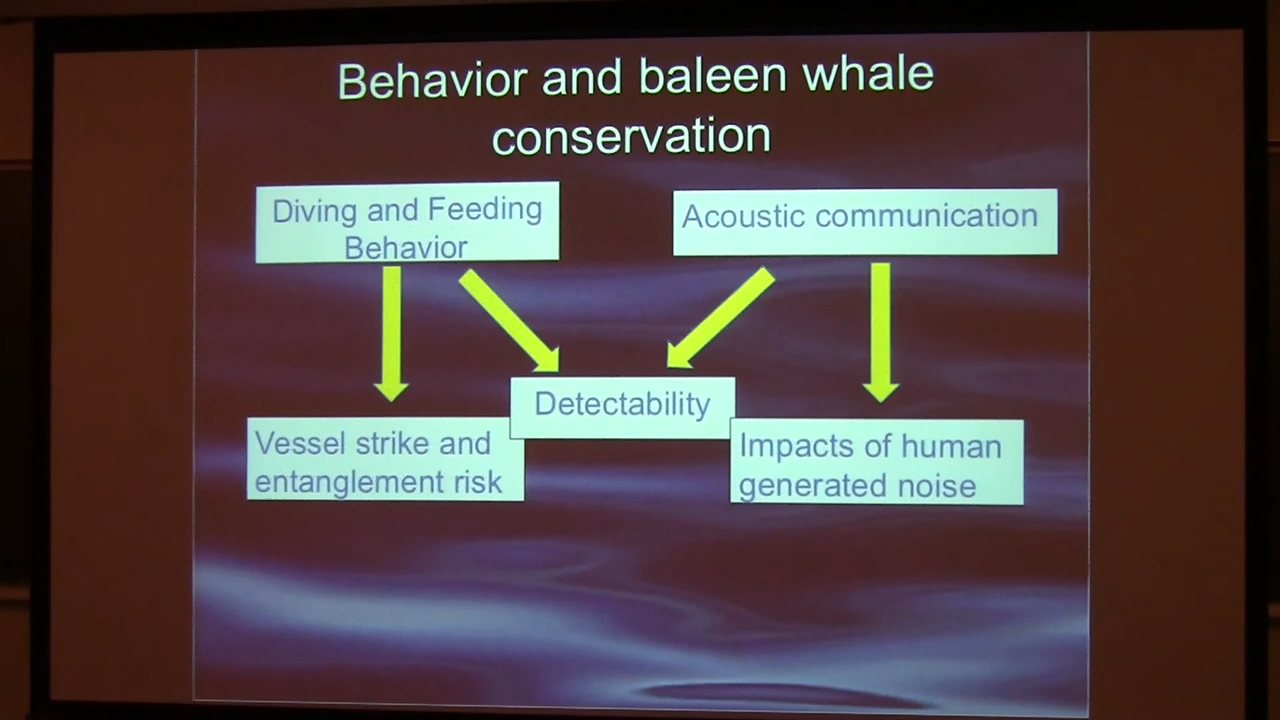 Behavior and baleen whale
conservation
Diving and Feeding
Behavior
Acoustic communication
Detectability
Vessel strike and
entanglement risk
Impacts of human
generated noise